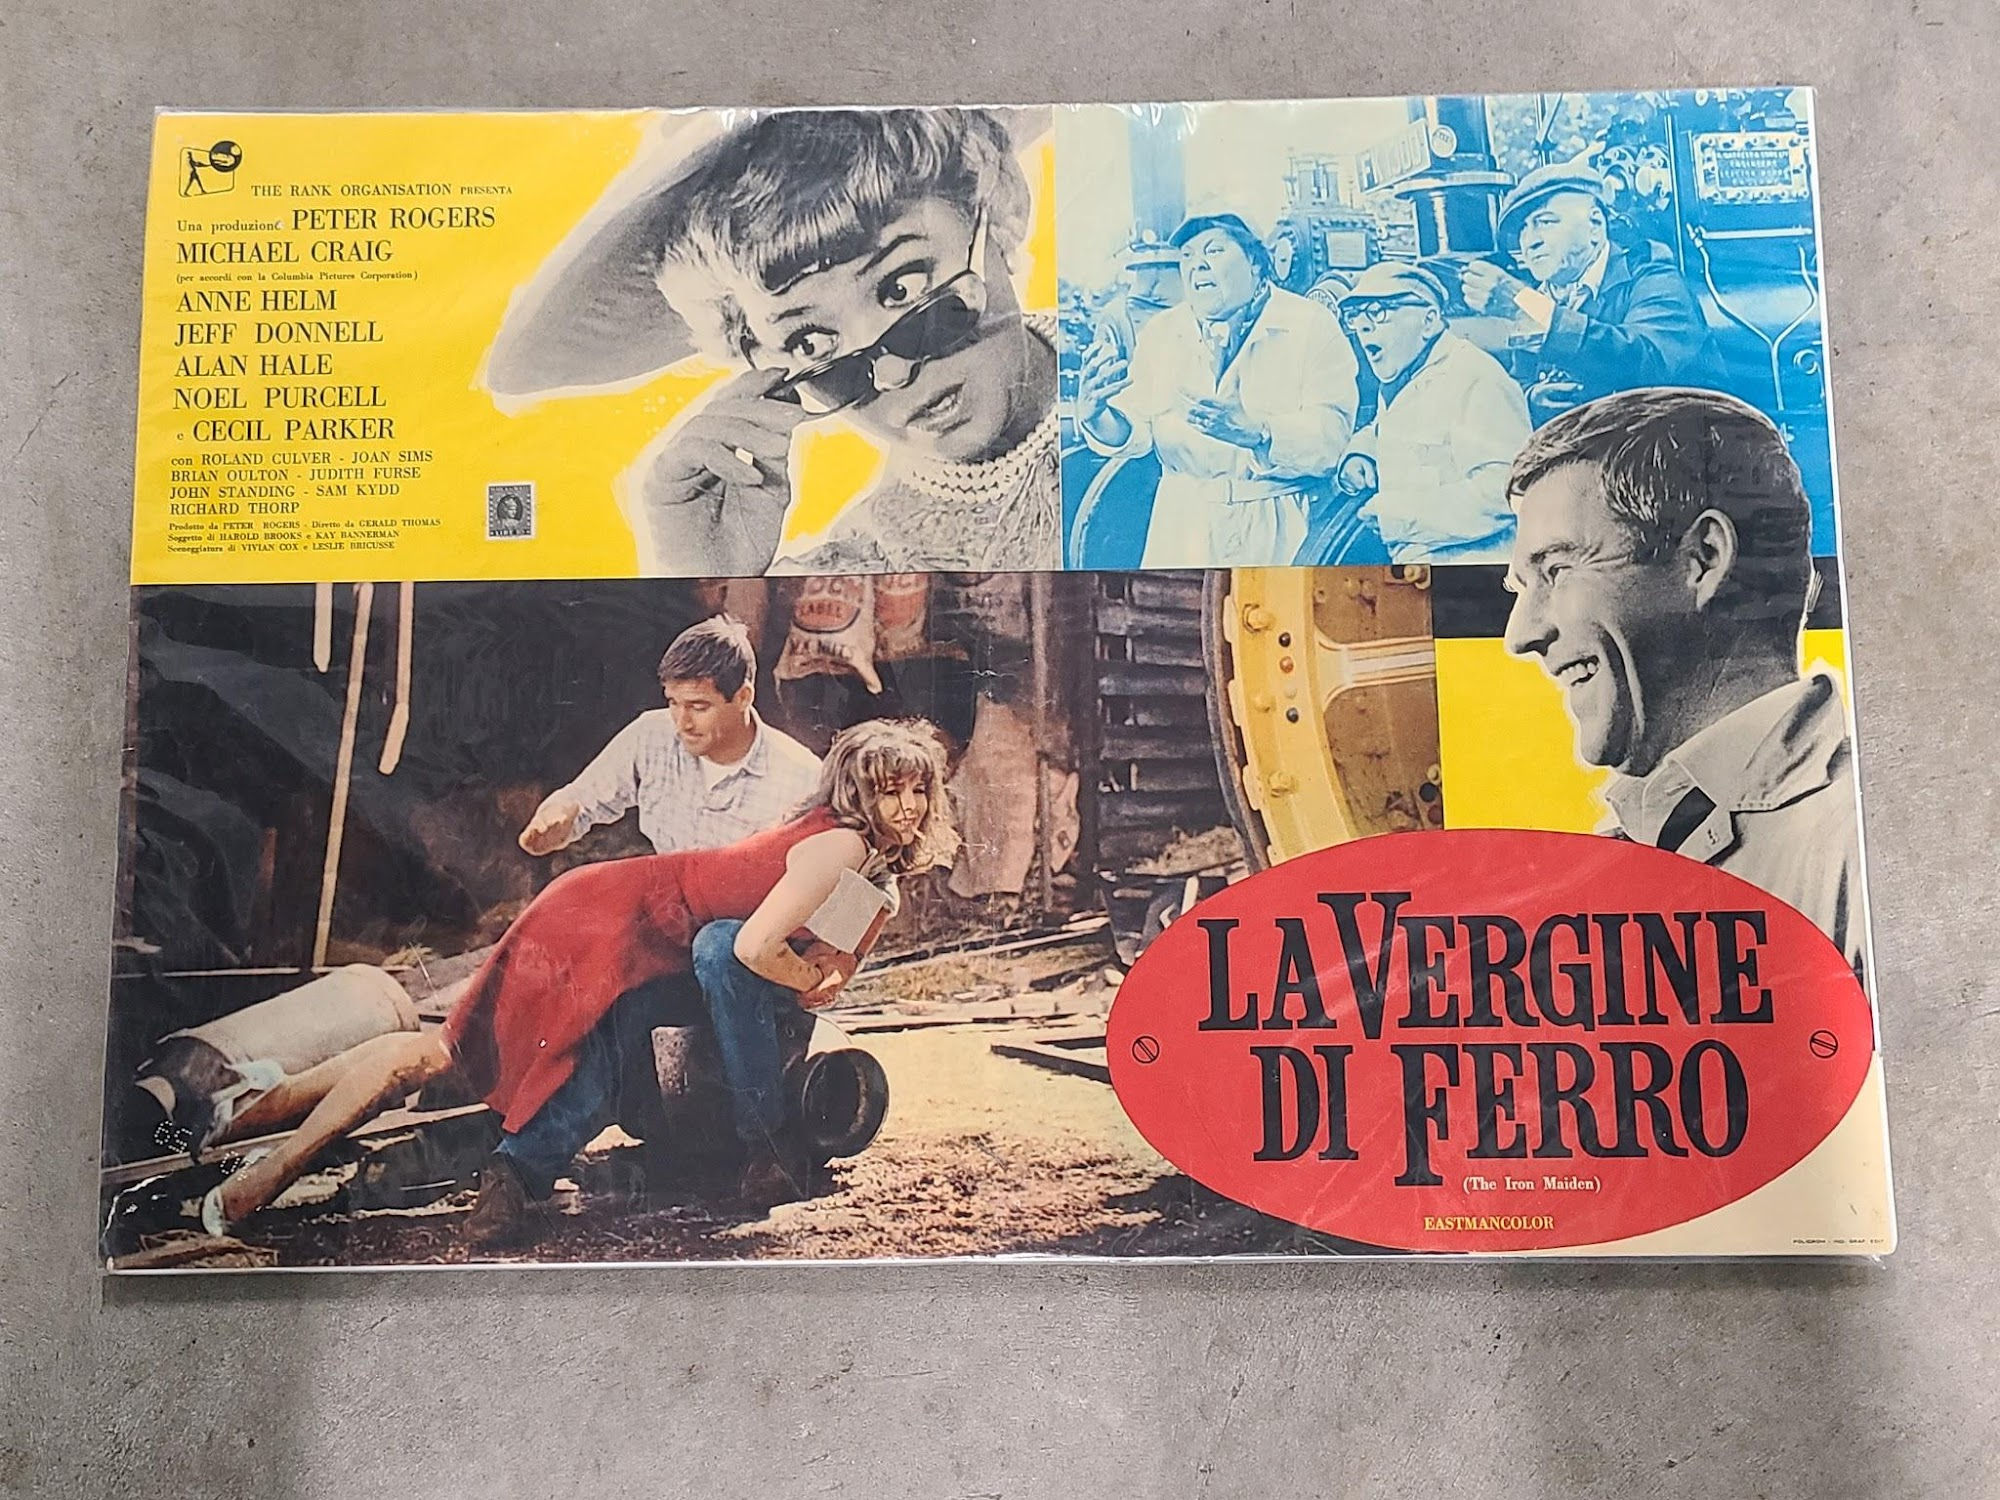 THE RANK ORGANISATION PRESENTA
Una produzione PETER ROGERS
MICHAEL CRAIG
(per accordi con la Columbia Pictures Corporation)
ANNE HELM
JEFF DONNELL
ALAN HALE
NOEL PURCELL
e CECIL PARKER
con ROLAND CULVER - JOAN SIMS
BRIAN OULTON - JUDITH FURSE
JOHN STANDING - SAM KYDD
RICHARD THORP
Prodotto da PETER ROGERS - Diretto da GERALD THOMAS
Soggetto di HAROLD BROOKS e KAY BANNERMAN
Sceneggiatura di VIVIAN COX e LESLIE BRICUSSE
LABEL
LA VERGINE
DI FERRO
(The Iron Maiden)
EASTMANCOLOR